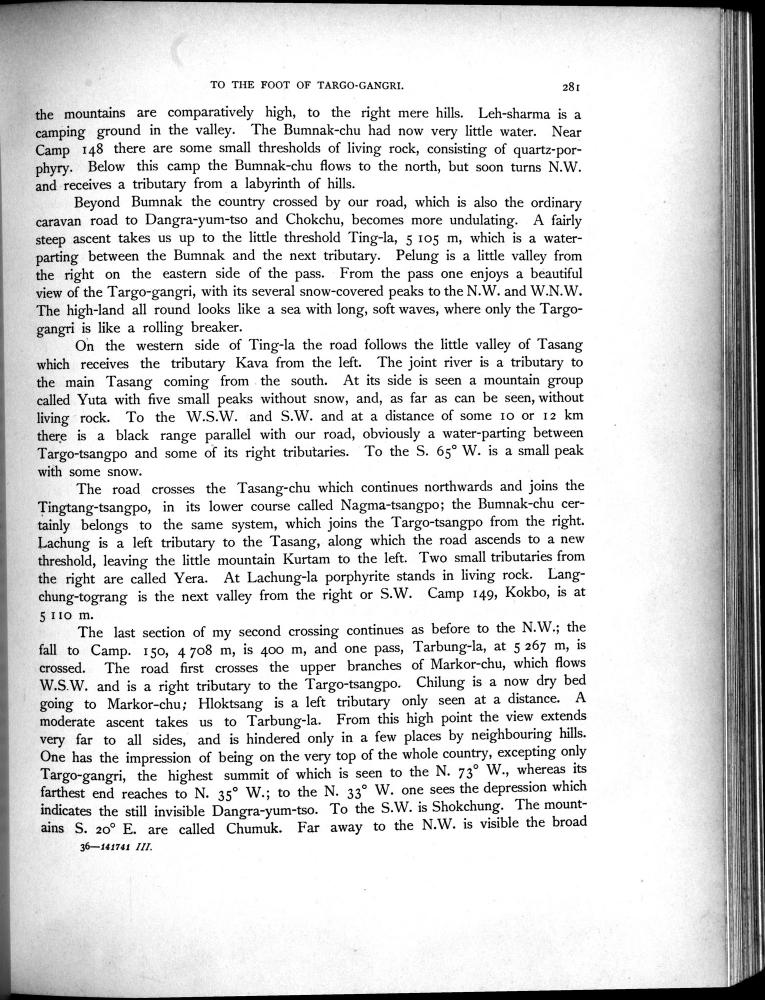 TO THE FOOT OF TARGO-GANGRI. 281
the mountains are comparatively high, to the right mere hills. Leh-sharma is a
camping ground in the valley. The Bumnak-chu had now very little water. Near
Camp 148 there are some small thresholds of living rock, consisting of quartz-por-
phyry. Below this camp the Bumnak-chu flows to the north, but soon turns N.W.
and receives a tributary from a labyrinth of hills.
Beyond Bumnak the country crossed by our road, which is also the ordinary
caravan road to Dangra-yum-tso and Chokchu, becomes more undulating. A fairly
steep ascent takes us up to the little threshold Ting-la, 5 105 m, which is a water-
parting between the Bumnak and the next tributary. Pelung is a little valley from
the right on the eastern side of the pass. From the pass one enjoys a beautiful
view of the Targo-gangri, with its several snow-covered peaks to the N.W. and W.N.W.
The high-land all round looks like a sea with long, soft waves, where only the Targo-
gangri is like a rolling breaker.
On the western side of Ting-la the road follows the little valley of Tasang
which receives the tributary Kava from the left. The joint river is a tributary to
the main Tasang coming from the south. At its side is seen a mountain group
called Yuta with five small peaks without snow, and, as far as can be seen, without
living rock. To the W.S.W. and S.W. and at a distance of some 10 or 12 km
there is a black range parallel with our road, obviously a water-parting between
Targo-tsangpo and some of its right tributaries. To the S. 65° W. is a small peak
with some snow.
The road crosses the Tasang-chu which continues northwards and joins the
Tingtang-tsangpo, in its lower course called Nagma-tsangpo; the Bumnak-chu cer-
tainly belongs to the same system, which joins the Targo-tsangpo from the right.
Lachung is a left tributary to the Tasang, along which the road ascends to a new
threshold, leaving the little mountain Kurtam to the left. Two small tributaries from
the right are called Yera. At Lachung-la porphyrite stands in living rock. Lang-
chung-tograng is the next valley from the right or S.W. Camp 149, Kokbo, is at
5 110 m.
The last section of my second crossing continues as before to the N.W.; the
fall to Camp. 150, 4 708 m, is 400 m, and one pass, Tarbung-la, at 5 267 m, is
crossed. The road first crosses the upper branches of Markor-chu, which flows
W.S.W. and is a right tributary to the Targo-tsangpo. Chilung is a now dry bed
going to Markor-chu; Hloktsang is a left tributary only seen at a distance. A
moderate ascent takes us to Tarbung-la. From this high point the view extends
very far to all sides, and is hindered only in a few places by neighbouring hills.
One has the impression of being on the very top of the whole country, excepting only
Targo-gangri, the highest summit of which is seen to the N. 73° W., whereas its
farthest end reaches to N. 35° W.; to the N. 33° W. one sees the depression which
indicates the still invisible Dangra-yum-tso. To the S.W. is Shokchung. The mount-
ains S. 20° E. are called Chumuk. Far away to the N.W. is visible the broad
36—141741 III.